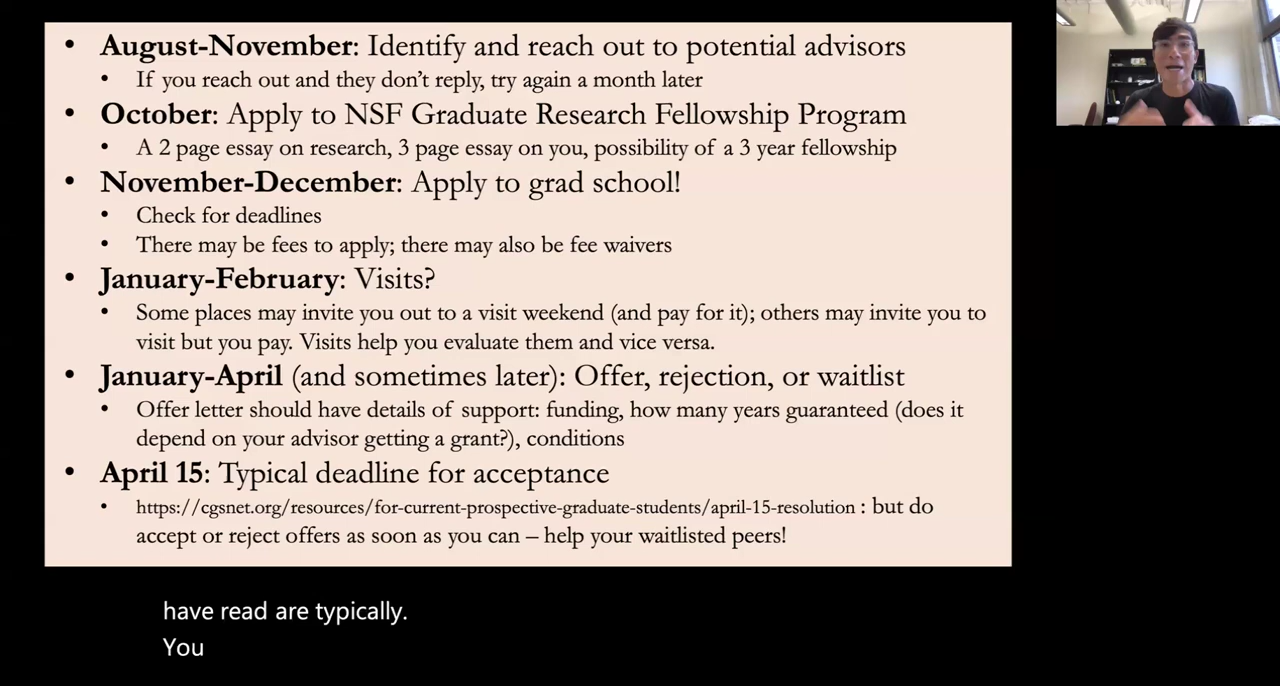 • August-November: Identify and reach out to potential advisors
• If you reach out and they don't reply, try again a month later
• October: Apply to NSF Graduate Research Fellowship Program
• A 2 page essay on research, 3 page essay on you, possibility of a 3 year fellowship
• November-December: Apply to grad school!
• Check for deadlines
• There may be fees to apply; there may also be fee waivers
• January-February: Visits?
• Some places may invite you out to a visit weekend (and pay for it); others may invite you to
visit but you pay. Visits help you evaluate them and vice versa.
• January-April (and sometimes later): Offer, rejection, or waitlist
• Offer letter should have details of support: funding, how many years guaranteed (does it
depend on your advisor getting a grant?), conditions
• April 15: Typical deadline for acceptance
• https://cgsnet.org/resources/for-current-prospective-graduate-students/april-15-resolution : but do
accept or reject offers as soon as you can – help your waitlisted peers!
have read are typically.
You